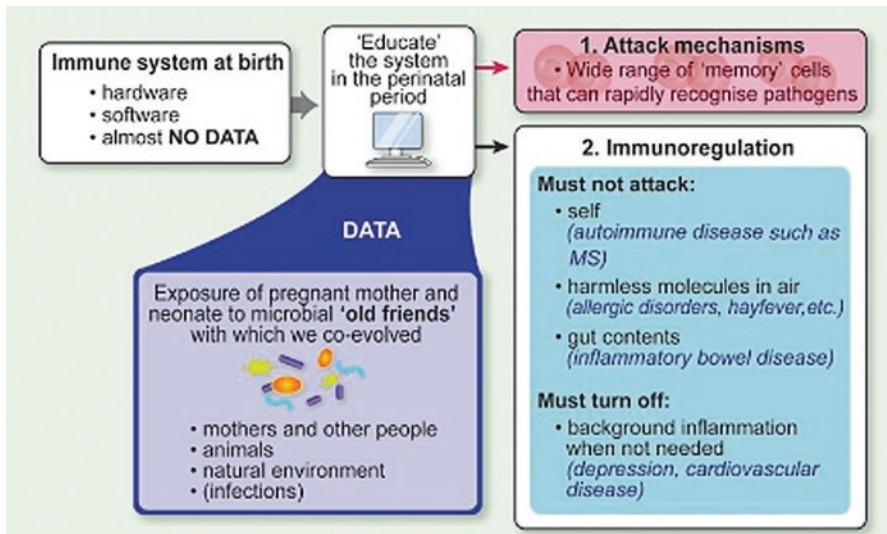 Immune system at birth
• hardware
• software
• almost NO DATA
‘Educate’
the system
in the perinatal
period
1. Attack mechanisms
• Wide range of ‘memory’ cells
that can rapidly recognise pathogens
2. Immunoregulation
Must not attack:
• self
(autoimmune disease such as
MS)
• harmless molecules in air
(allergic disorders, hayfever,etc.)
• gut contents
(inflammatory bowel disease)
Must turn off:
• background inflammation
when not needed
(depression, cardiovascular
disease)
DATA
Exposure of pregnant mother and
neonate to microbial ‘old friends’
with which we co-evolved
• mothers and other people
• animals
• natural environment
• (infections)